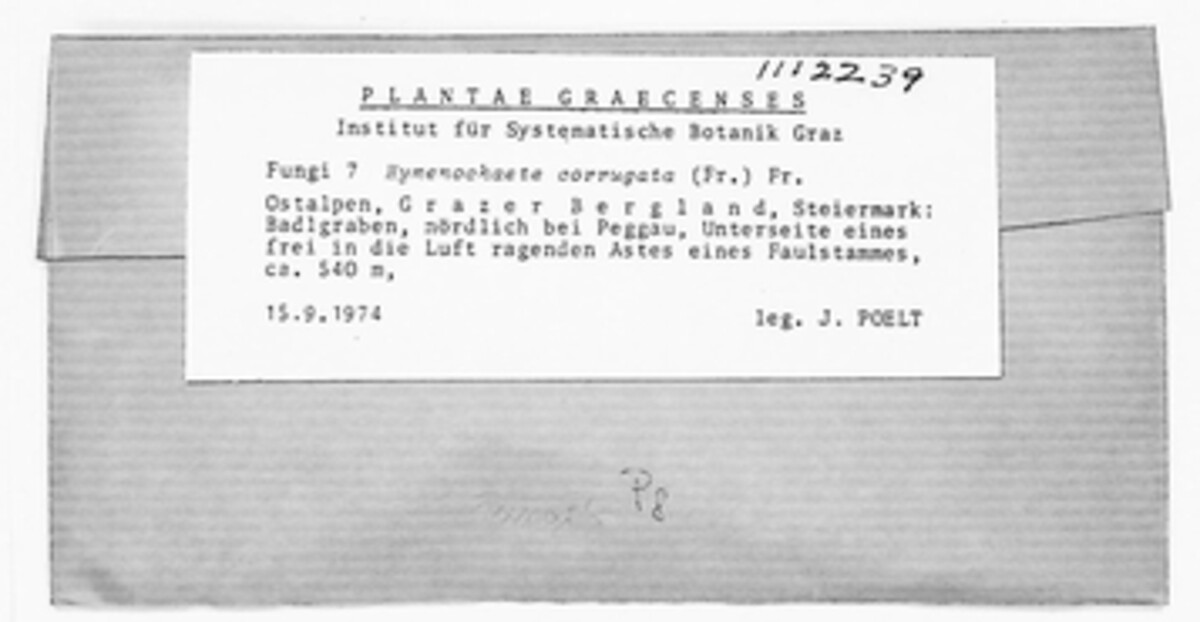 1112239
PLANTAE GRAECENSES
Institut für Systematische Botanik Graz
Fungi 7 Hymenochaete corrugata (Fr.) Fr.
Ostalpen, Grazer Bergland, Steiermark:
Badlgraben, nördlich bei Peggau, Unterseite eines
frei in die Luft ragenden Astes eines Faulstammes,
ca. 540 m,
15.9.1974 leg. J. POELT
P8